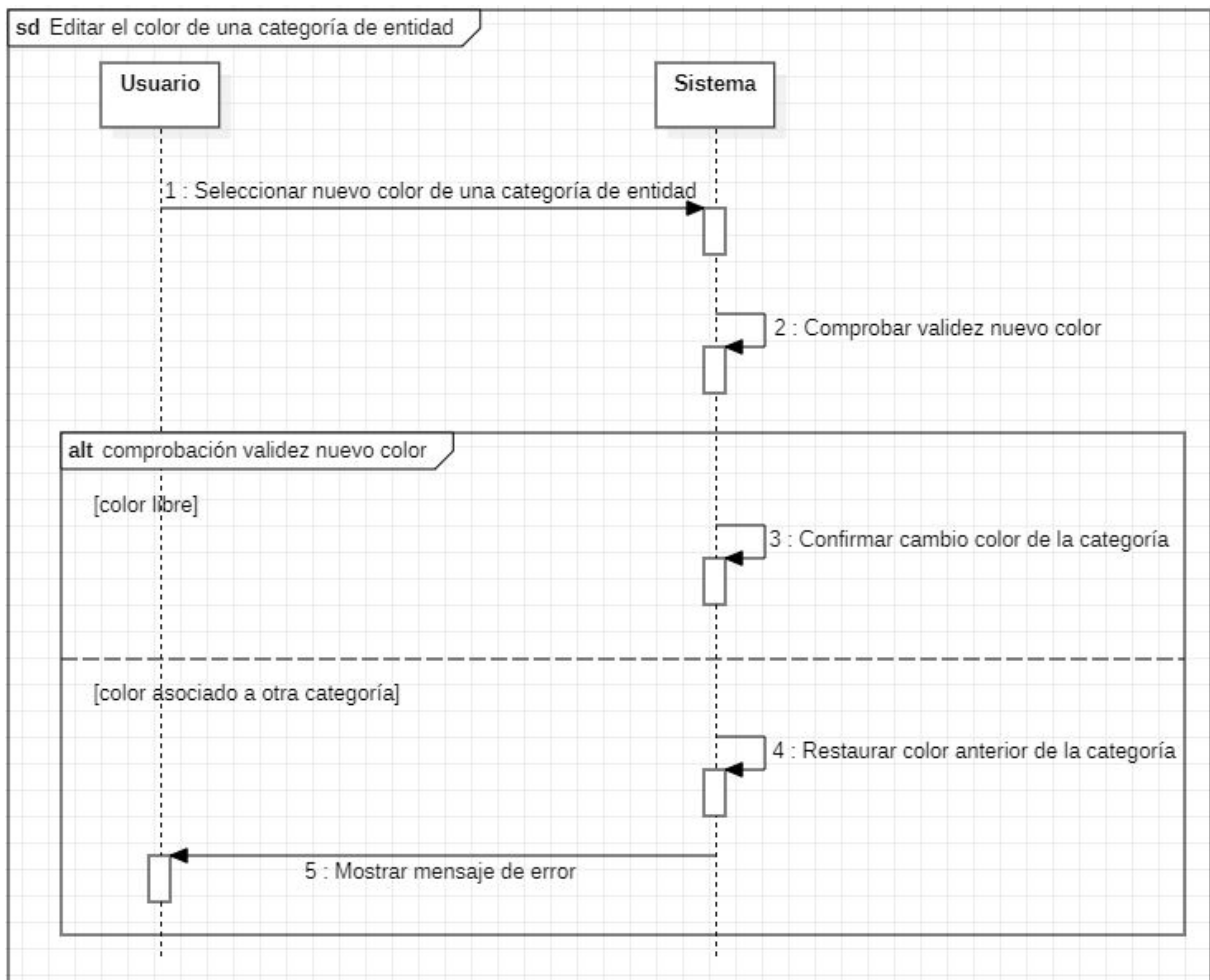 sd Editar el color de una categoría de entidad
Usuario
Sistema
1 : Seleccionar nuevo color de una categoría de entidad
2 : Comprobar validez nuevo color
alt comprobación validez nuevo color
[color libre]
3 : Confirmar cambio color de la categoría
[color asociado a otra categoría]
4 : Restaurar color anterior de la categoría
5 : Mostrar mensaje de error